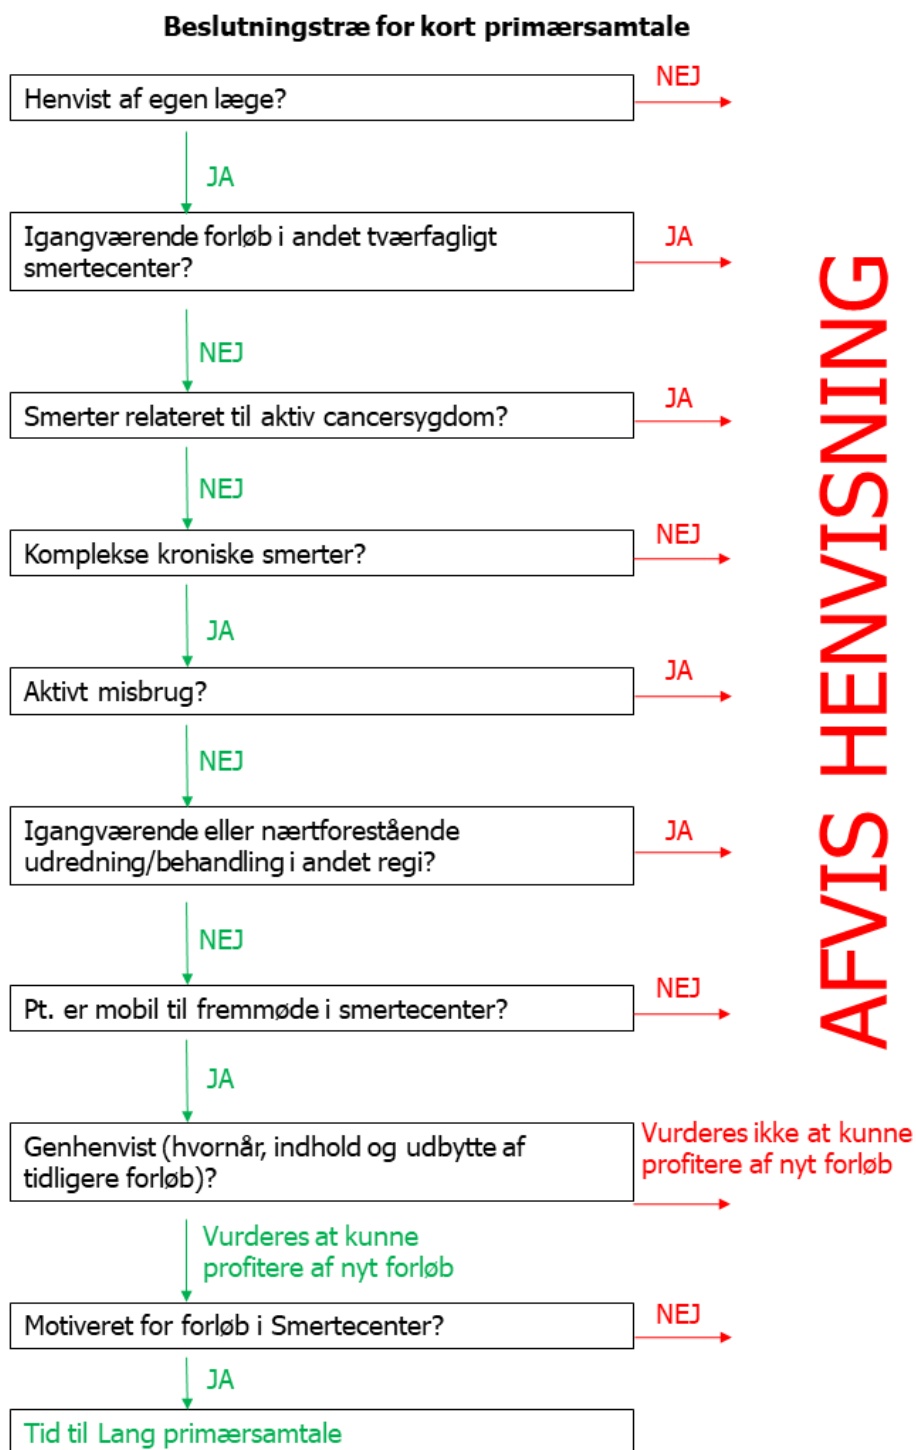 Beslutningstræ for kort primærsamtale
Henvist af egen læge?
NEJ
JA
Igangværende forløb i andet tværfagligt
smertecenter?
JA
NEJ
Smerter relateret til aktiv cancersygdom?
JA
NEJ
Komplekse kroniske smerter?
NEJ
JA
Aktivt misbrug?
JA
NEJ
Igangværende eller nærtforestående
udredning/behandling i andet regi?
JA
NEJ
Pt. er mobil til fremmøde i smertecenter?
NEJ
JA
Genhenvist (hvornår, indhold og udbytte af
tidligere forløb)?
Vurderes ikke at kunne
profitere af nyt forløb
Vurderes at kunne
profitere af nyt forløb
Motiveret for forløb i Smertecenter?
NEJ
JA
Tid til Lang primærsamtale
AFVIS HENVISNING